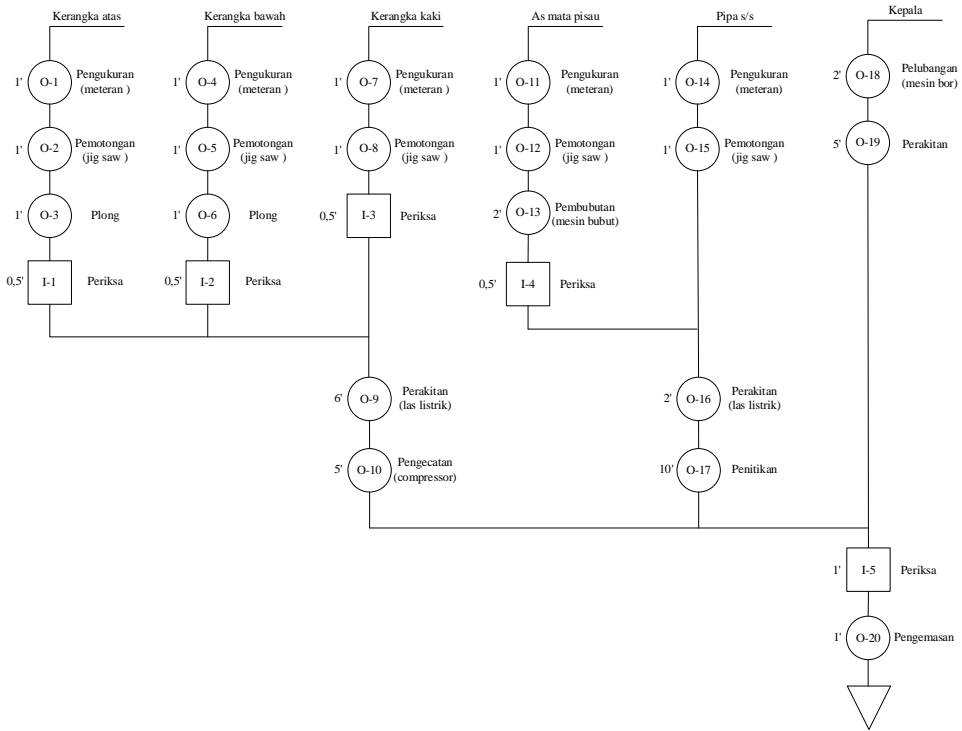 Kerangka atas
Kerangka bawah
Kerangka kaki
As mata pisau
Pipa s/s
Kepala
1' O-1 Pengukuran
(meteran )
1' O-4 Pengukuran
(meteran )
1' O-7 Pengukuran
(meteran )
1' O-11 Pengukuran
(meteran)
1' O-14 Pengukuran
(meteran)
2' O-18 Pelubangan
(mesin bor)
1' O-2 Pemotongan
(jig saw )
1' O-5 Pemotongan
(jig saw )
1' O-8 Pemotongan
(jig saw )
1' O-12 Pemotongan
(jig saw )
1' O-15 Pemotongan
(jig saw )
5' O-19 Perakitan
1' O-3 Plong
1' O-6 Plong
0,5' I-3 Periksa
2' O-13 Pembubutan
(mesin bubut)
0,5' I-1 Periksa
0,5' I-2 Periksa
0,5' I-4 Periksa
6' O-9 Perakitan
(las listrik)
2' O-16 Perakitan
(las listrik)
5' O-10 Pengecatan
(compressor)
10' O-17 Penitikan
1' I-5 Periksa
1' O-20 Pengemasan